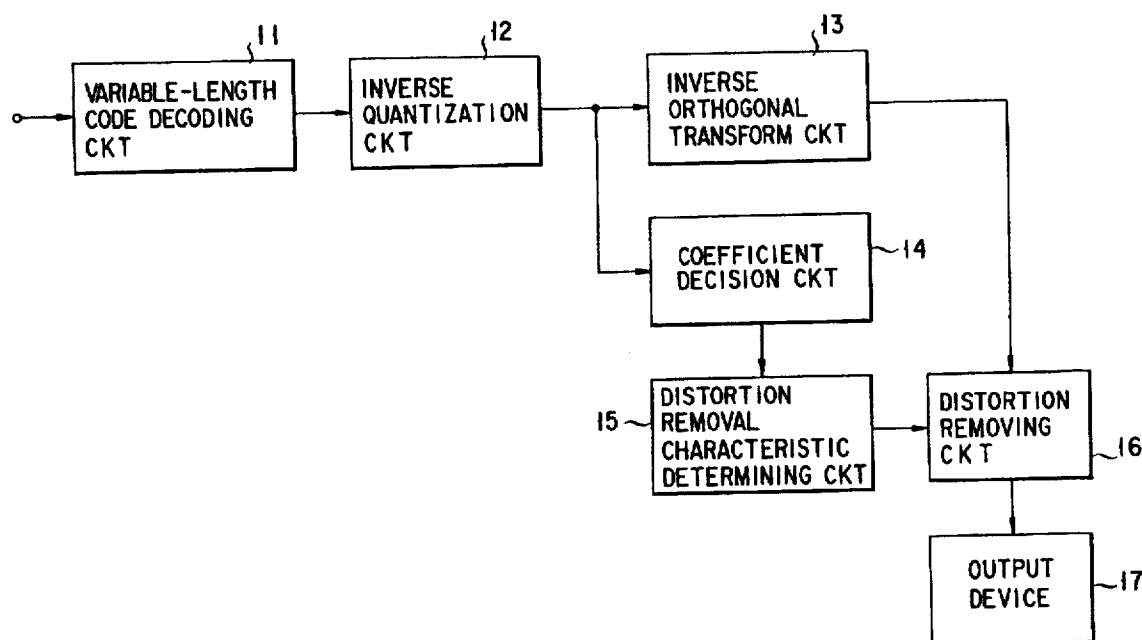 11
VARIABLE-LENGTH
CODE DECODING
CKT
12
INVERSE
QUANTIZATION
CKT
13
INVERSE
ORTHOGONAL
TRANSFORM CKT
14
COEFFICIENT
DECISION CKT
15
DISTORTION
REMOVAL
CHARACTERISTIC
DETERMINING CKT
DISTORTION
REMOVING
CKT
16
OUTPUT
DEVICE
17